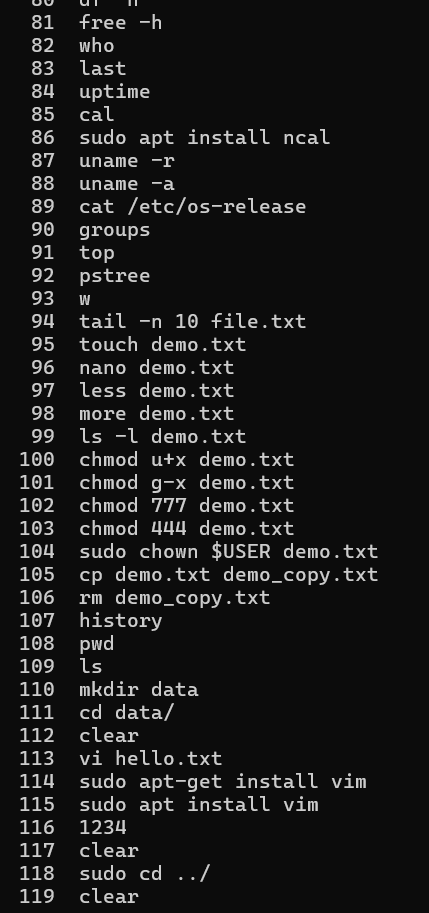 81 free -h
82 who
83 last
84 uptime
85 cal
86 sudo apt install ncal
87 uname -r
88 uname -a
89 cat /etc/os-release
90 groups
91 top
92 pstree
93 w
94 tail -n 10 file.txt
95 touch demo.txt
96 nano demo.txt
97 less demo.txt
98 more demo.txt
99 ls -l demo.txt
100 chmod u+x demo.txt
101 chmod g-x demo.txt
102 chmod 777 demo.txt
103 chmod 444 demo.txt
104 sudo chown $USER demo.txt
105 cp demo.txt demo_copy.txt
106 rm demo_copy.txt
107 history
108 pwd
109 ls
110 mkdir data
111 cd data/
112 clear
113 vi hello.txt
114 sudo apt-get install vim
115 sudo apt install vim
116 1234
117 clear
118 sudo cd ../
119 clear